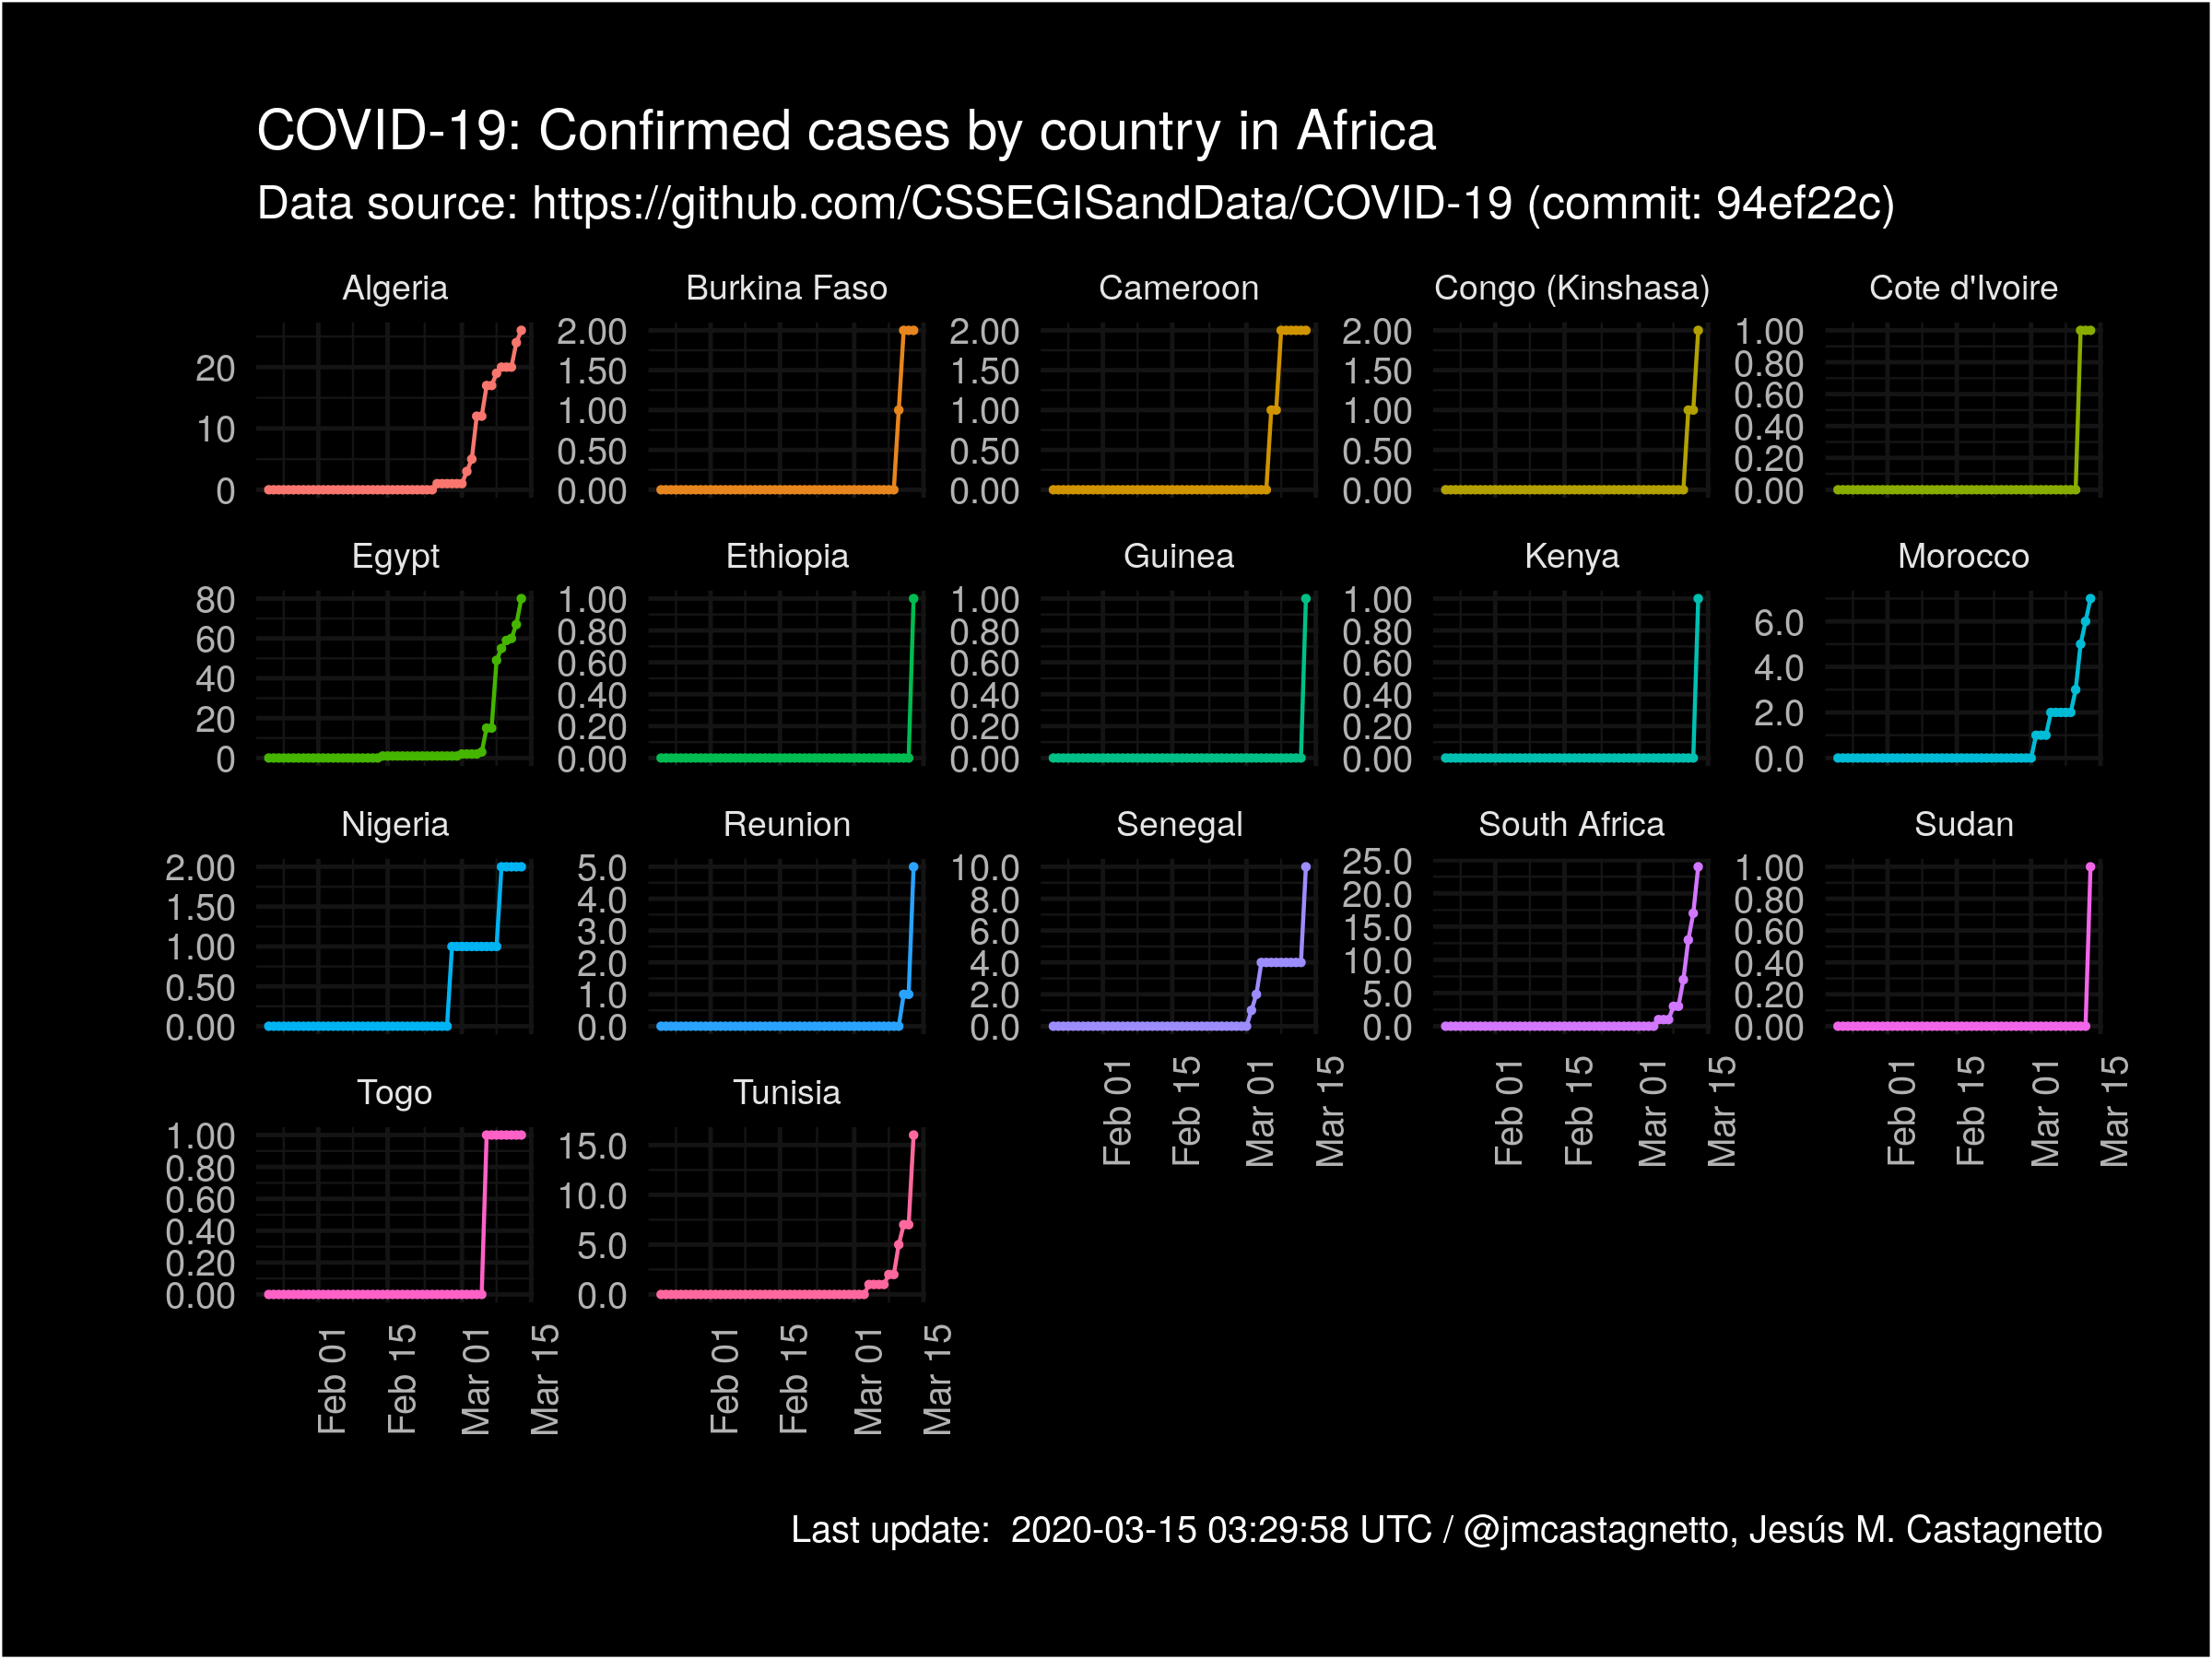 COVID-19: Confirmed cases by country in Africa
Data source: https://github.com/CSSEGISandData/COVID-19 (commit: 94ef22c)
Algeria
20
10
0
Burkina Faso
2.00
1.50
1.00
0.50
0.00
Cameroon
2.00
1.50
1.00
0.50
0.00
Congo (Kinshasa)
2.00
1.50
1.00
0.50
0.00
Cote d'Ivoire
1.00
0.80
0.60
0.40
0.20
0.00
Egypt
80
60
40
20
0
Ethiopia
1.00
0.80
0.60
0.40
0.20
0.00
Guinea
1.00
0.80
0.60
0.40
0.20
0.00
Kenya
1.00
0.80
0.60
0.40
0.20
0.00
Morocco
6.0
4.0
2.0
0.0
Nigeria
2.00
1.50
1.00
0.50
0.00
Reunion
5.0
4.0
3.0
2.0
1.0
0.0
Senegal
10.0
8.0
6.0
4.0
2.0
0.0
Feb 01
Feb 15
Mar 01
Mar 15
South Africa
25.0
20.0
15.0
10.0
5.0
0.0
Feb 01
Feb 15
Mar 01
Mar 15
Sudan
1.00
0.80
0.60
0.40
0.20
0.00
Feb 01
Feb 15
Mar 01
Mar 15
Togo
1.00
0.80
0.60
0.40
0.20
0.00
Feb 01
Feb 15
Mar 01
Mar 15
Tunisia
15.0
10.0
5.0
0.0
Feb 01
Feb 15
Mar 01
Mar 15
Last update:  2020-03-15 03:29:58 UTC / @jmcastagnetto, Jesús M. Castagnetto